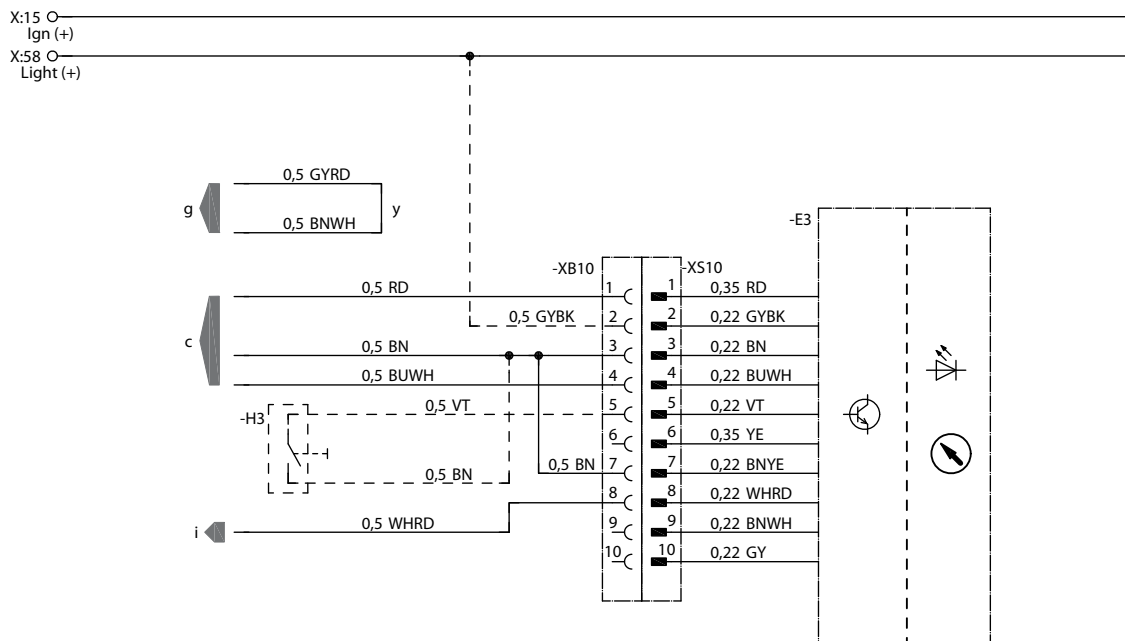 X:15
Ign (+)
X:58
Light (+)
0,5 GYRD
g
y
0,5 BNWH
-E3
-XB10
-XS10
0,5 RD
1
1
0,35 RD
0,5 GYBK
2
2
0,22 GYBK
c
0,5 BN
3
3
0,22 BN
0,5 BUWH
4
4
0,22 BUWH
-H3
0,5 VT
5
5
0,22 VT
6
6
0,35 YE
0,5 BN
0,5 BN
7
7
0,22 BNYE
8
8
0,22 WHRD
i
0,5 WHRD
9
9
0,22 BNWH
10
10
0,22 GY